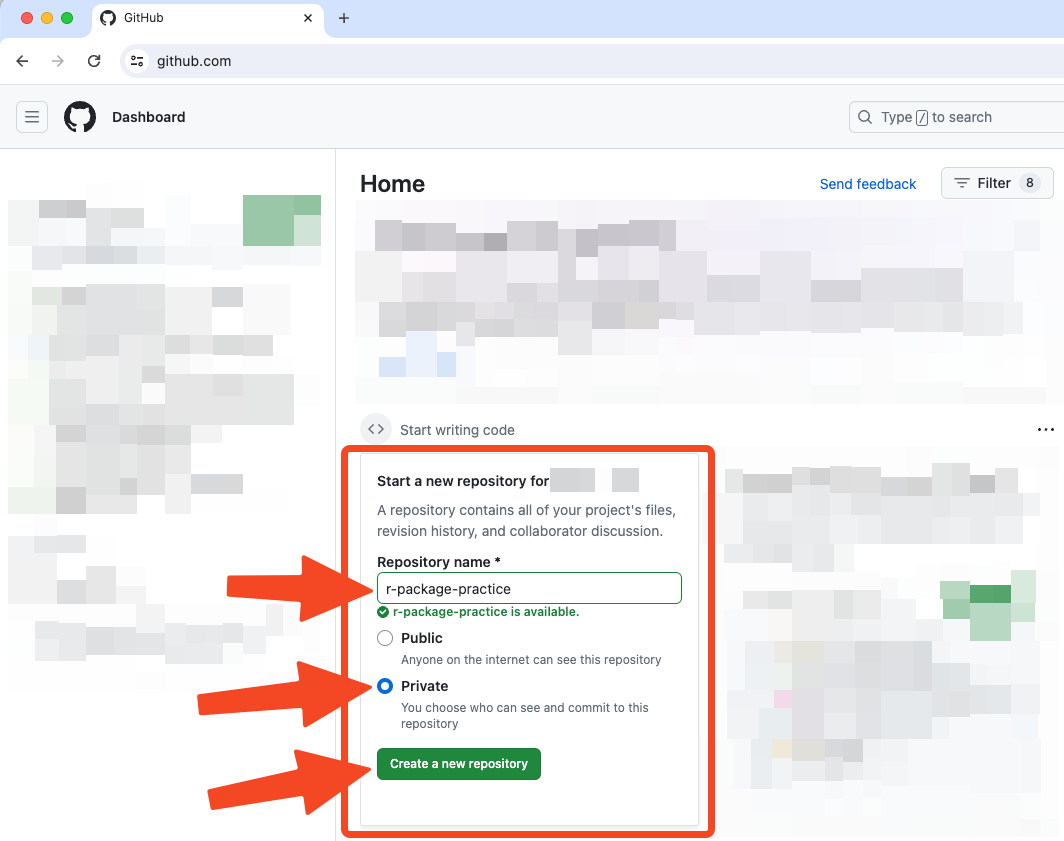 GitHub
github.com
Dashboard
Type / to search
Home
Send feedback
Filter 8
Start writing code
Start a new repository for
A repository contains all of your project's files,
revision history, and collaborator discussion.
Repository name *
r-package-practice
r-package-practice is available.
Public
Anyone on the internet can see this repository
Private
You choose who can see and commit to this
repository
Create a new repository